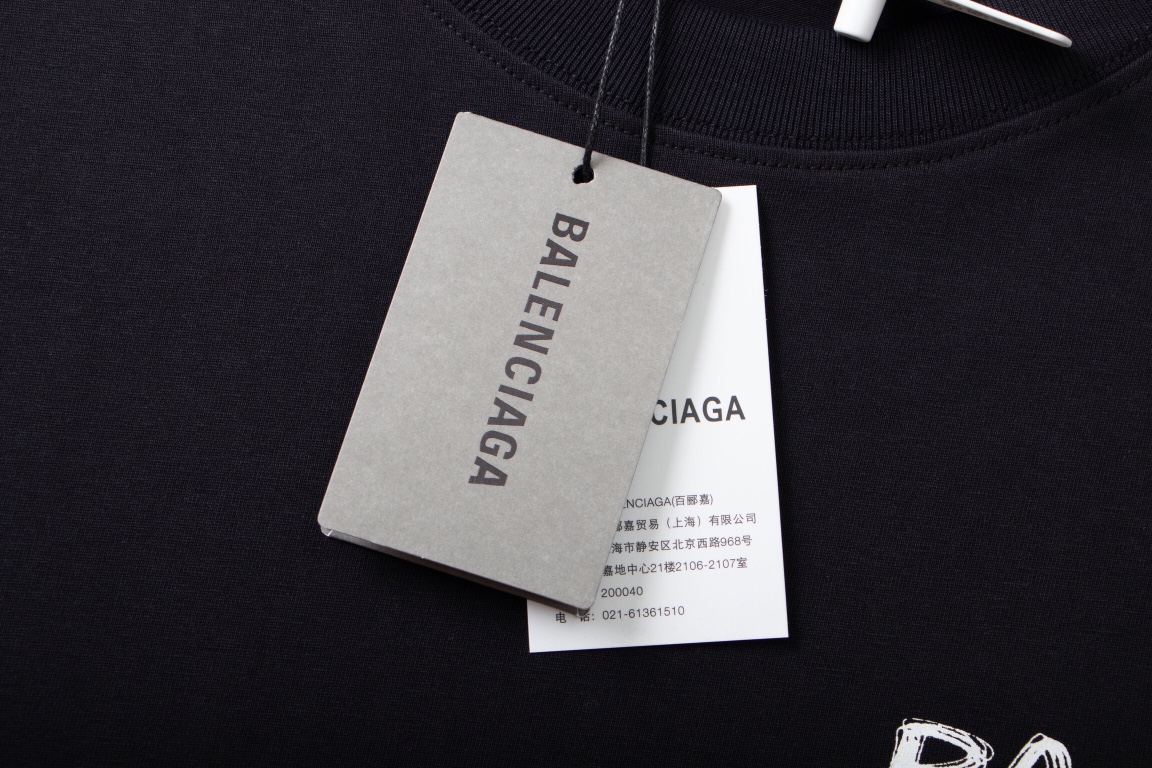 BALENCIAGA
CIAGA
ENCIAGA(百郦嘉)
嘉贸易（上海）有限公司
海市静安区北京西路968号
嘉地中心21楼2106-2107室
200040
电 话：021-61361510